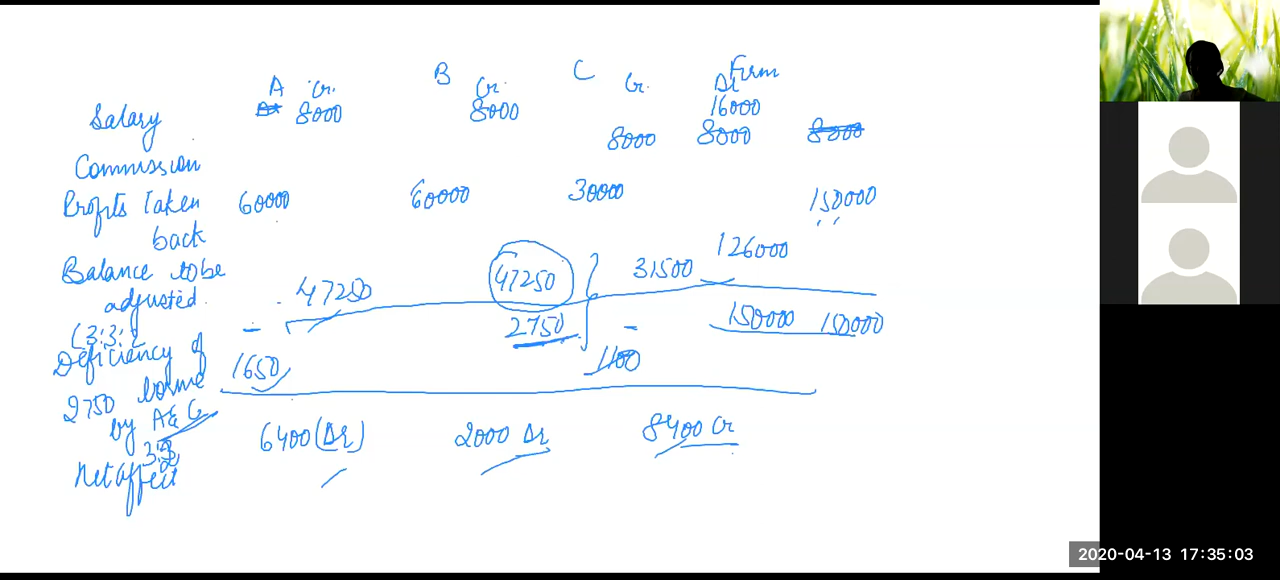 A B C Firm
Cr. Cr Cr. Dr
Salary 8000 8000 16000
Commission 8000 8000 8000
Profits Taken back 60000 60000 30000 150000
Balance to be adjusted 47250 47250 31500 126000
(3:3:2
- 2750 - 150000 150000
Deficiency of
2750 borne 1650 1100
by A & C
3:2
Net affect 6400 (Dr) 2000 Dr 8400 Cr
2020-04-13 17:35:03